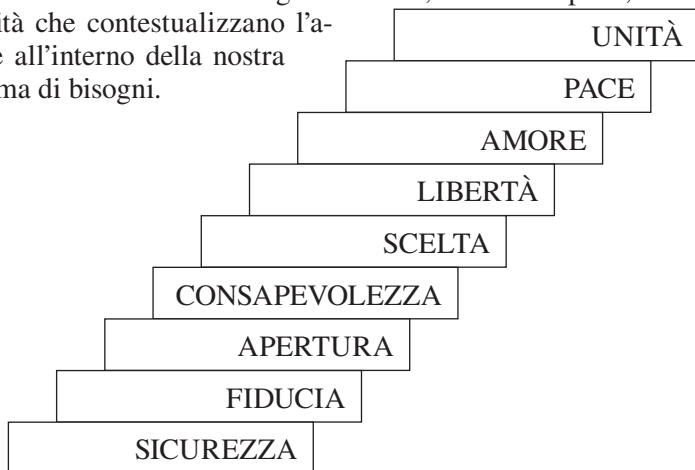 ità che contestualizzano l'a-
all'interno della nostra
ma di bisogni.
UNITÀ
PACE
AMORE
LIBERTÀ
SCELTA
CONSAPEVOLEZZA
APERTURA
FIDUCIA
SICUREZZA